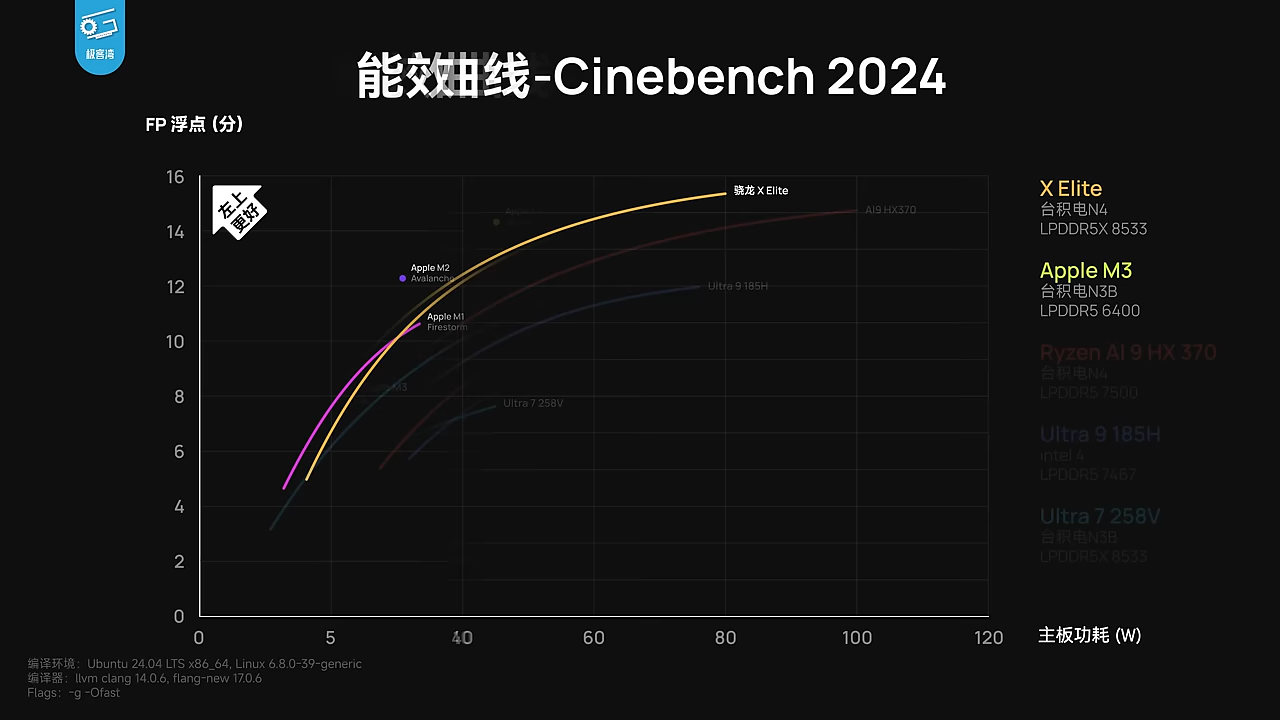 极客湾
能效曲线-Cinebench 2024
FP 浮点 (分)
16
14
12
10
8
6
4
2
0
左上
更好
骁龙 X Elite
AI9 HX370
Apple M2
Avalanche
Ultra 9 185H
Apple M1
Firestorm
M3
Ultra 7 258V
X Elite
台积电N4
LPDDR5X 8533
Apple M3
台积电N3B
LPDDR5 6400
Ryzen AI 9 HX 370
台积电N4
LPDDR5 7500
Ultra 9 185H
intel 4
LPDDR5 7467
Ultra 7 258V
台积电N3B
LPDDR5X 8533
0 5 40 60 80 100 120
主板功耗 (W)
编译环境：Ubuntu 24.04 LTS x86_64, Linux 6.8.0-39-generic
编译器：llvm clang 14.0.6, flang-new 17.0.6
Flags：-g -Ofast